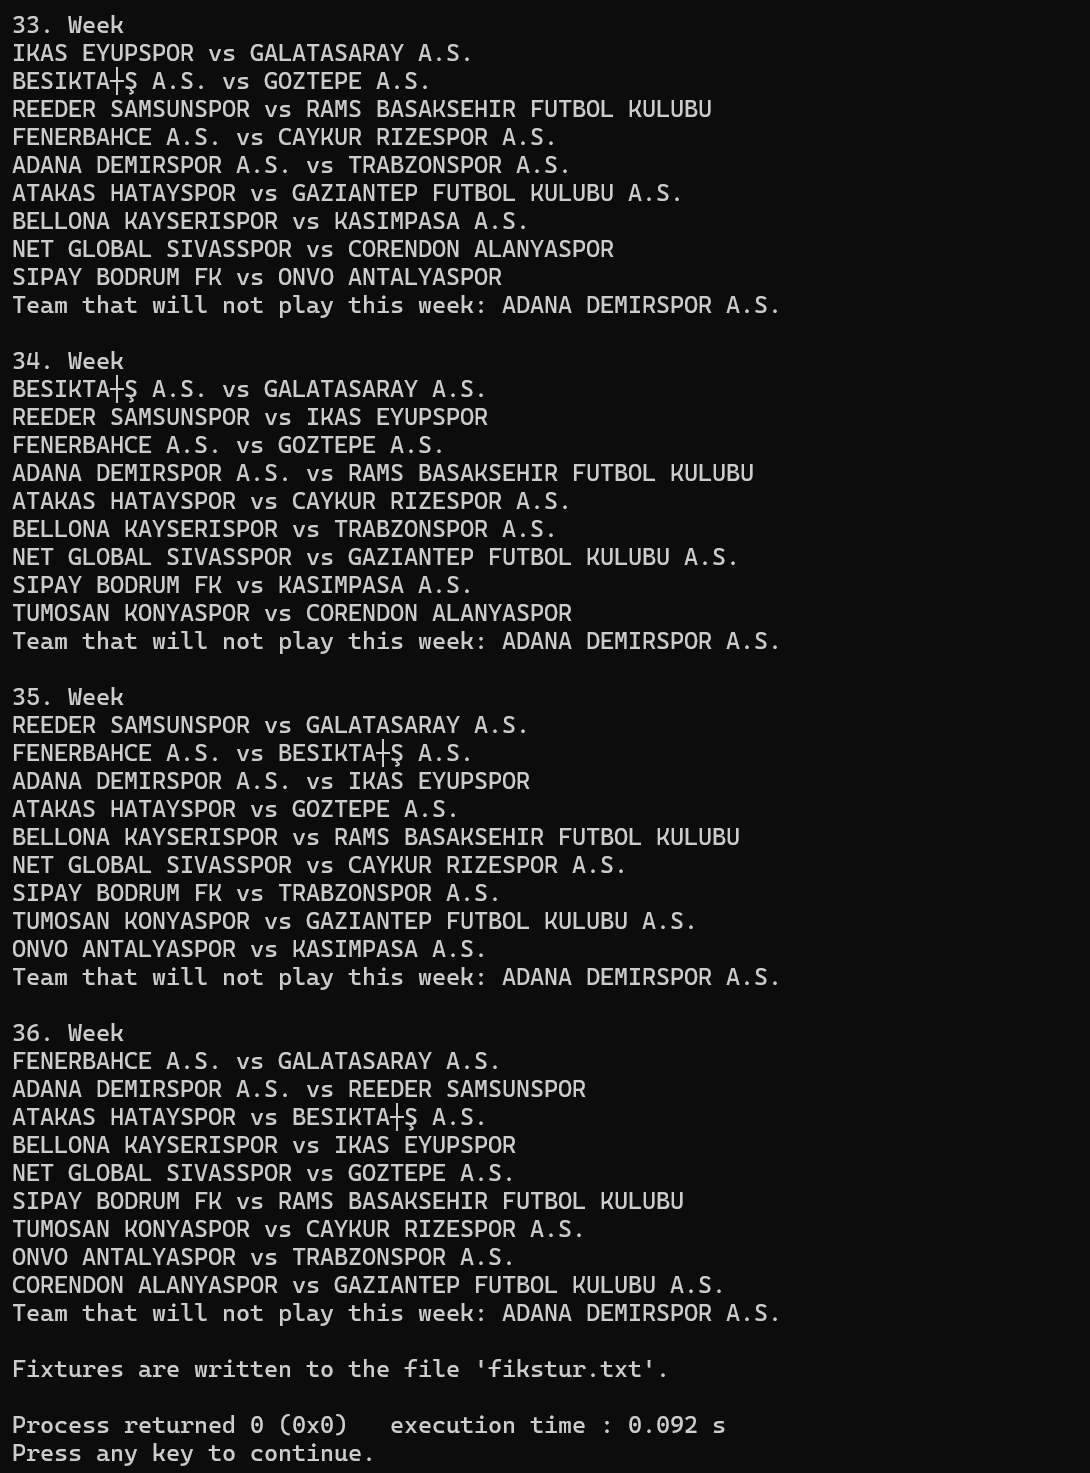 33. Week
IKAS EYUPSPOR vs GALATASARAY A.S.
BESIKTA┼Ş A.S. vs GOZTEPE A.S.
REEDER SAMSUNSPOR vs RAMS BASAKSEHIR FUTBOL KULUBU
FENERBAHCE A.S. vs CAYKUR RIZESPOR A.S.
ADANA DEMIRSPOR A.S. vs TRABZONSPOR A.S.
ATAKAS HATAYSPOR vs GAZIANTEP FUTBOL KULUBU A.S.
BELLONA KAYSERISPOR vs KASIMPASA A.S.
NET GLOBAL SIVASSPOR vs CORENDON ALANYASPOR
SIPAY BODRUM FK vs ONVO ANTALYASPOR
Team that will not play this week: ADANA DEMIRSPOR A.S.
34. Week
BESIKTA┼Ş A.S. vs GALATASARAY A.S.
REEDER SAMSUNSPOR vs IKAS EYUPSPOR
FENERBAHCE A.S. vs GOZTEPE A.S.
ADANA DEMIRSPOR A.S. vs RAMS BASAKSEHIR FUTBOL KULUBU
ATAKAS HATAYSPOR vs CAYKUR RIZESPOR A.S.
BELLONA KAYSERISPOR vs TRABZONSPOR A.S.
NET GLOBAL SIVASSPOR vs GAZIANTEP FUTBOL KULUBU A.S.
SIPAY BODRUM FK vs KASIMPASA A.S.
TUMOSAN KONYASPOR vs CORENDON ALANYASPOR
Team that will not play this week: ADANA DEMIRSPOR A.S.
35. Week
REEDER SAMSUNSPOR vs GALATASARAY A.S.
FENERBAHCE A.S. vs BESIKTA┼Ş A.S.
ADANA DEMIRSPOR A.S. vs IKAS EYUPSPOR
ATAKAS HATAYSPOR vs GOZTEPE A.S.
BELLONA KAYSERISPOR vs RAMS BASAKSEHIR FUTBOL KULUBU
NET GLOBAL SIVASSPOR vs CAYKUR RIZESPOR A.S.
SIPAY BODRUM FK vs TRABZONSPOR A.S.
TUMOSAN KONYASPOR vs GAZIANTEP FUTBOL KULUBU A.S.
ONVO ANTALYASPOR vs KASIMPASA A.S.
Team that will not play this week: ADANA DEMIRSPOR A.S.
36. Week
FENERBAHCE A.S. vs GALATASARAY A.S.
ADANA DEMIRSPOR A.S. vs REEDER SAMSUNSPOR
ATAKAS HATAYSPOR vs BESIKTA┼Ş A.S.
BELLONA KAYSERISPOR vs IKAS EYUPSPOR
NET GLOBAL SIVASSPOR vs GOZTEPE A.S.
SIPAY BODRUM FK vs RAMS BASAKSEHIR FUTBOL KULUBU
TUMOSAN KONYASPOR vs CAYKUR RIZESPOR A.S.
ONVO ANTALYASPOR vs TRABZONSPOR A.S.
CORENDON ALANYASPOR vs GAZIANTEP FUTBOL KULUBU A.S.
Team that will not play this week: ADANA DEMIRSPOR A.S.
Fixtures are written to the file 'fikstur.txt'.
Process returned 0 (0x0)   execution time : 0.092 s
Press any key to continue.